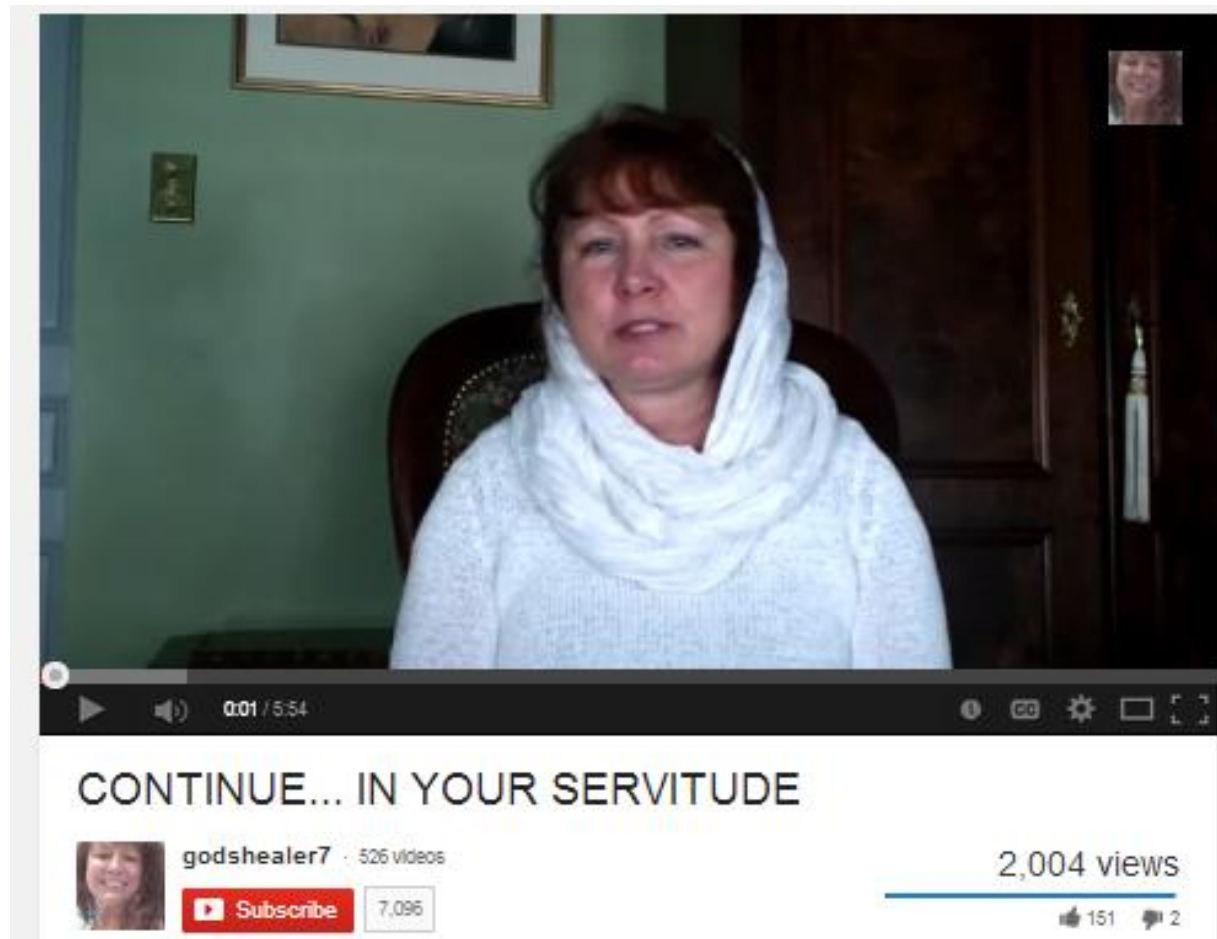 0:01 / 5:54
CC
CONTINUE... IN YOUR SERVITUDE
godshealer7 · 526 videos
Subscribe 7,096
2,004 views
151 2